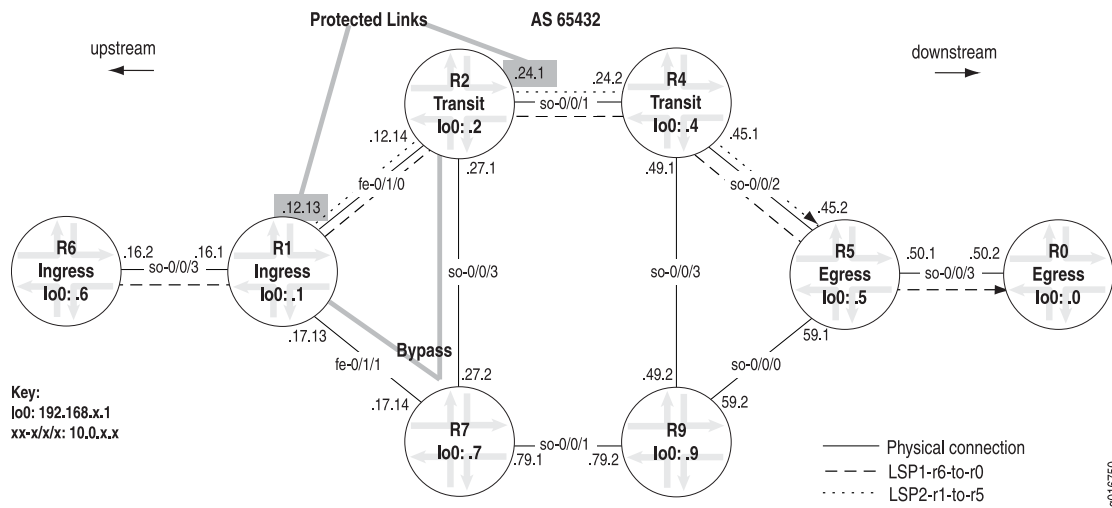 Protected Links
AS 65432
upstream
downstream
R2
Transit
lo0: .2
.24.1
.24.2
so-0/0/1
R4
Transit
lo0: .4
.12.14
.27.1
.49.1
.45.1
fe-0/1/0
so-0/0/2
.12.13
.45.2
R6
Ingress
lo0: .6
.16.2
.16.1
so-0/0/3
R1
Ingress
lo0: .1
so-0/0/3
so-0/0/3
R5
Egress
lo0: .5
.50.1
.50.2
so-0/0/3
R0
Egress
lo0: .0
.17.13
59.1
fe-0/1/1
Bypass
so-0/0/0
.27.2
.49.2
59.2
.17.14
Key:
lo0: 192.168.x.1
xx-x/x/x: 10.0.x.x
R7
lo0: .7
so-0/0/1
.79.1
.79.2
R9
lo0: .9
Physical connection
LSP1-r6-to-r0
LSP2-r1-to-r5
g016750